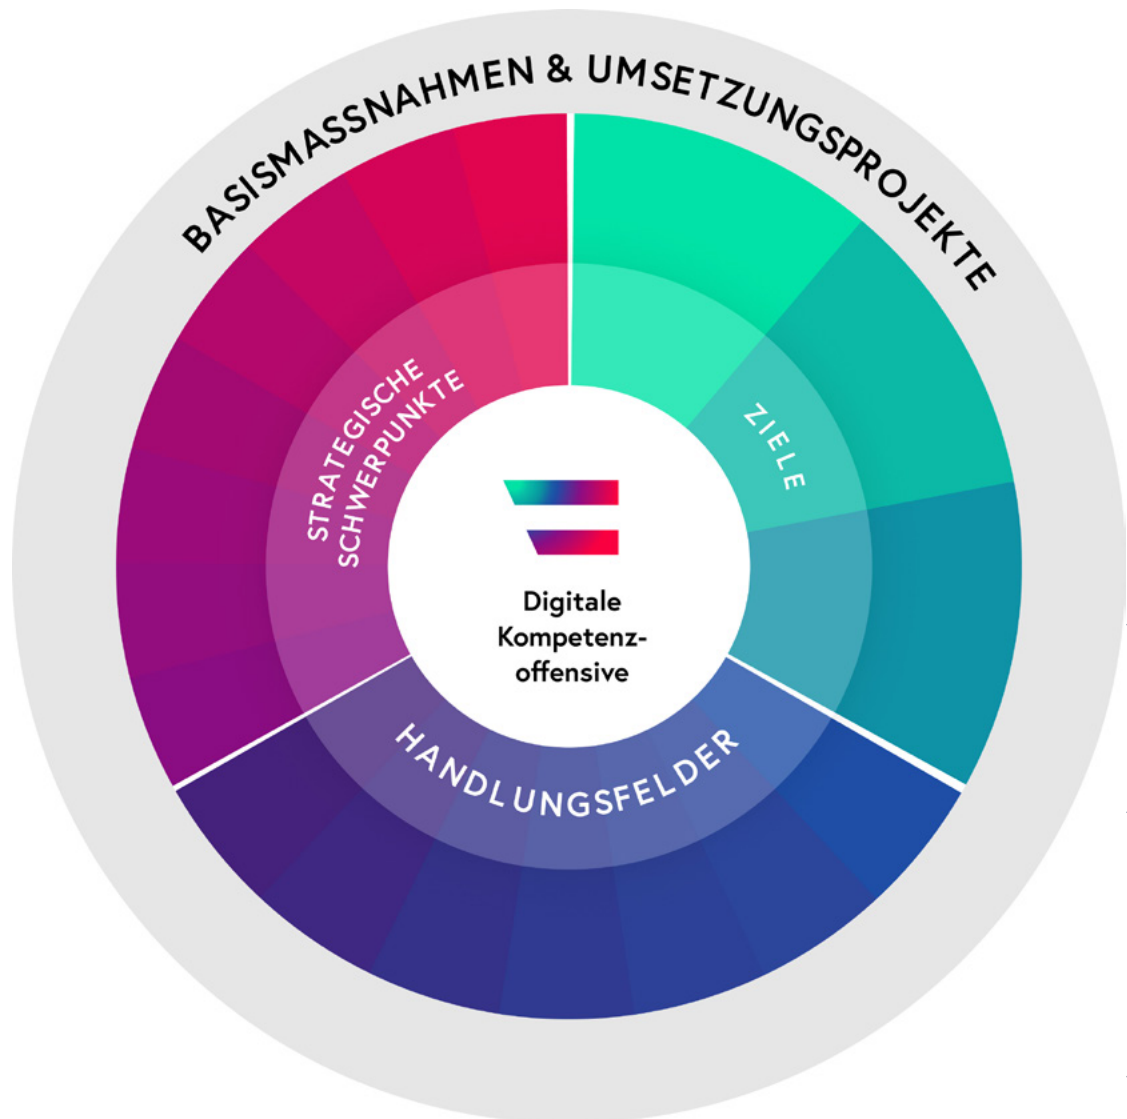 BASISMASSNAHMEN & UMSETZUNGSPROJEKTE
STRATEGISCHE
SCHWERPUNKTE
ZIELE
Digitale
Kompetenz-
offensive
HANDLUNGSFELDER